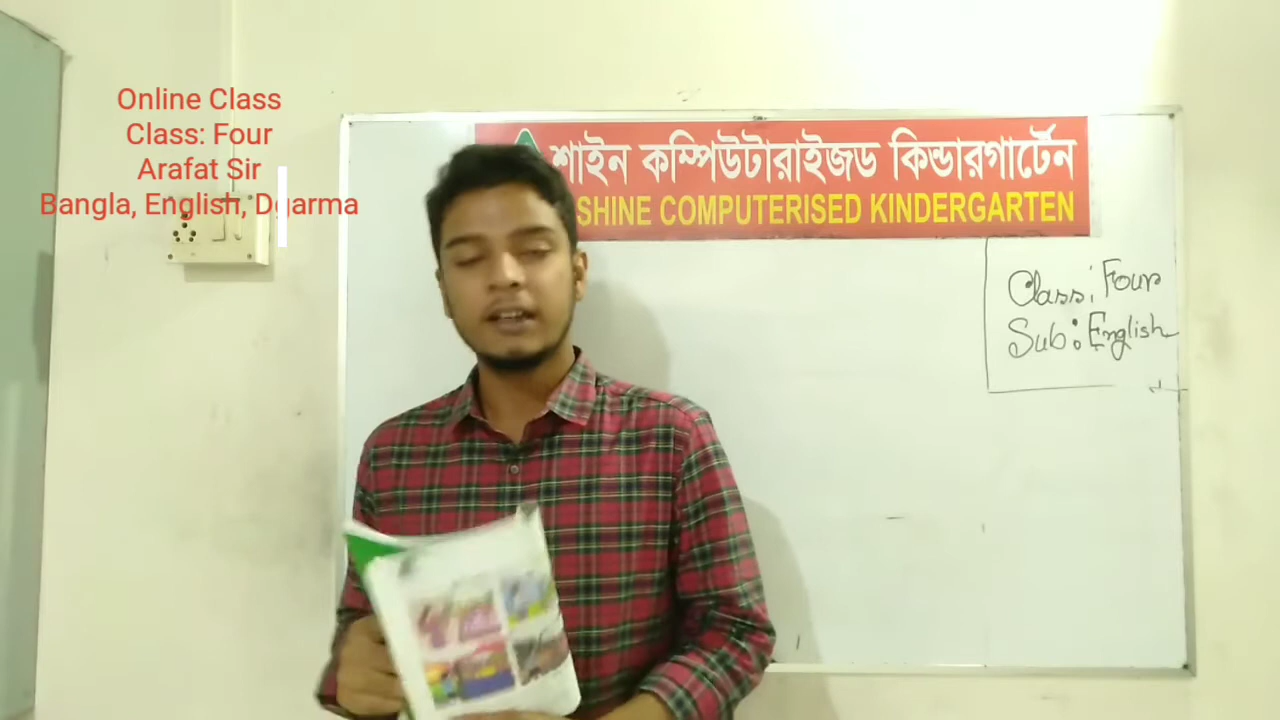 Online Class
Class: Four
Arafat Sir
Bangla, English, Dgarma
শাইন কম্পিউটারাইজড কিন্ডারগার্টেন
SHINE COMPUTERISED KINDERGARTEN
Class: Four
Sub: English